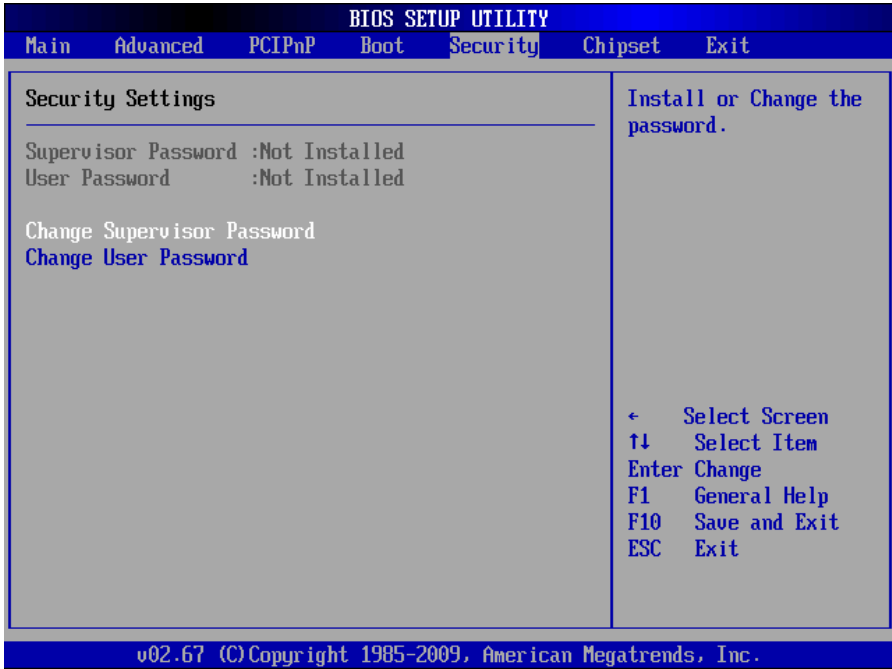 BIOS SETUP UTILITY
Main Advanced PCIPnP Boot Security Chipset Exit
Security Settings
Supervisor Password :Not Installed
User Password :Not Installed
Change Supervisor Password
Change User Password
Install or Change the
password.
← Select Screen
↑↓ Select Item
Enter Change
F1 General Help
F10 Save and Exit
ESC Exit
v02.67 (C)Copyright 1985-2009, American Megatrends, Inc.